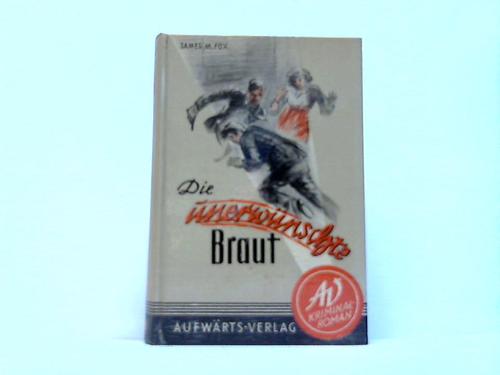 JAMES M. FOX
Die
unerwünschte
Braut
AV
KRIMINAL-
ROMAN
AUFWÄRTS-VERLAG